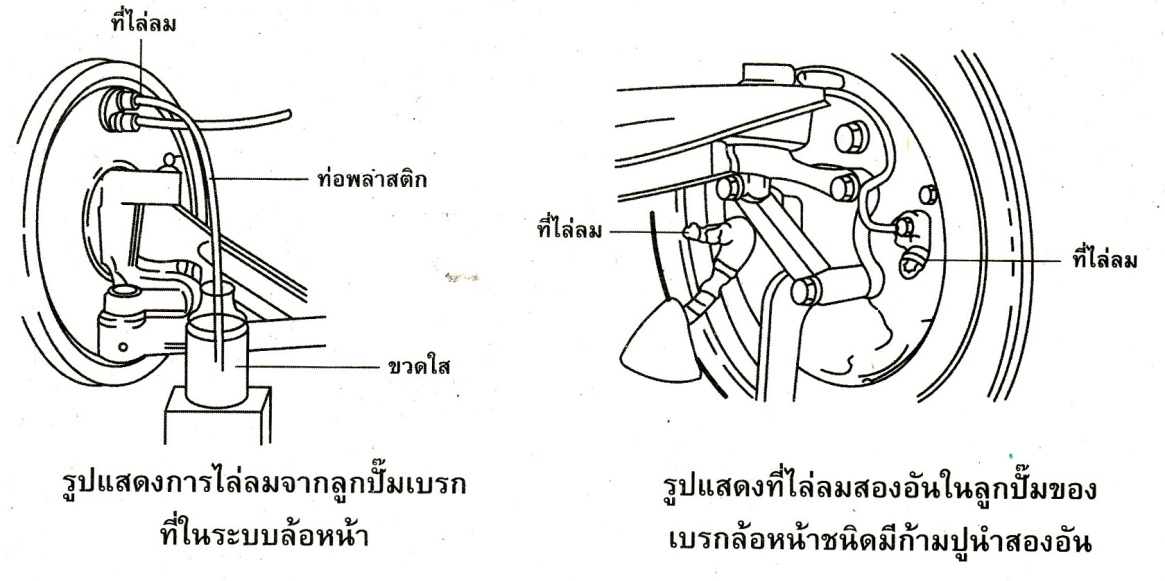 ที่ไล่ลม
ท่อพลาสติก
ขวดใส
รูปแสดงการไล่ลมจากลูกปั๊มเบรก
ที่ในระบบล้อหน้า
ที่ไล่ลม
ที่ไล่ลม
รูปแสดงที่ไล่ลมสองอันในลูกปั๊มของ
เบรกล้อหน้าชนิดมีก้ามปูนำสองอัน